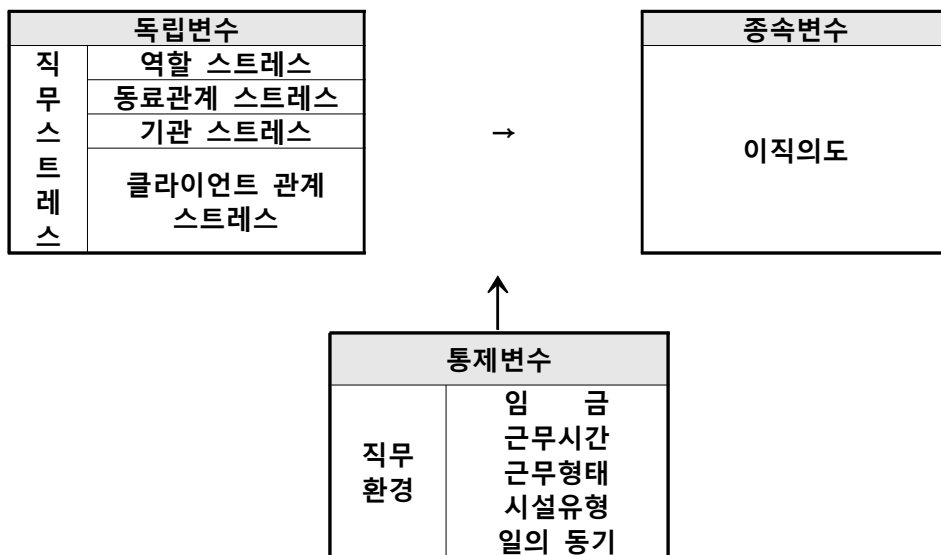 독립변수
직
무
스
트
레
스
역할 스트레스
동료관계 스트레스
기관 스트레스
클라이언트 관계
스트레스
→
종속변수
이직의도
통제변수
직무
환경
임 금
근무시간
근무형태
시설유형
일의 동기